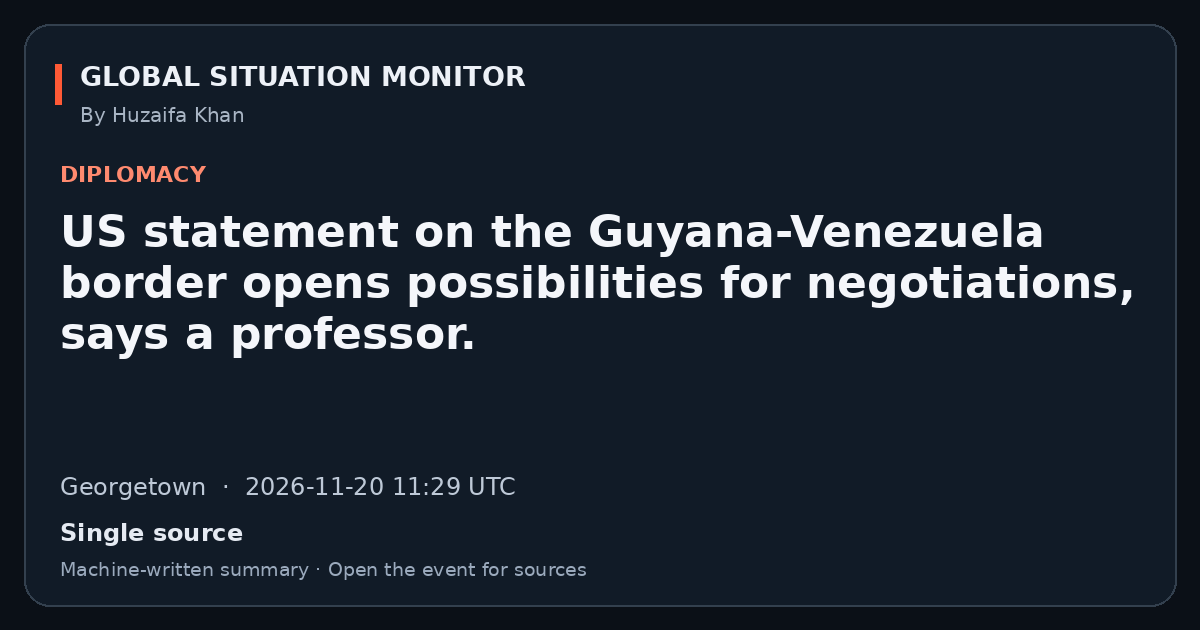 GLOBAL SITUATION MONITOR
By Huzaifa Khan
DIPLOMACY
US statement on the Guyana-Venezuela
border opens possibilities for negotiations,
says a professor.
Georgetown · 2026-11-20 11:29 UTC
Single source
Machine-written summary · Open the event for sources